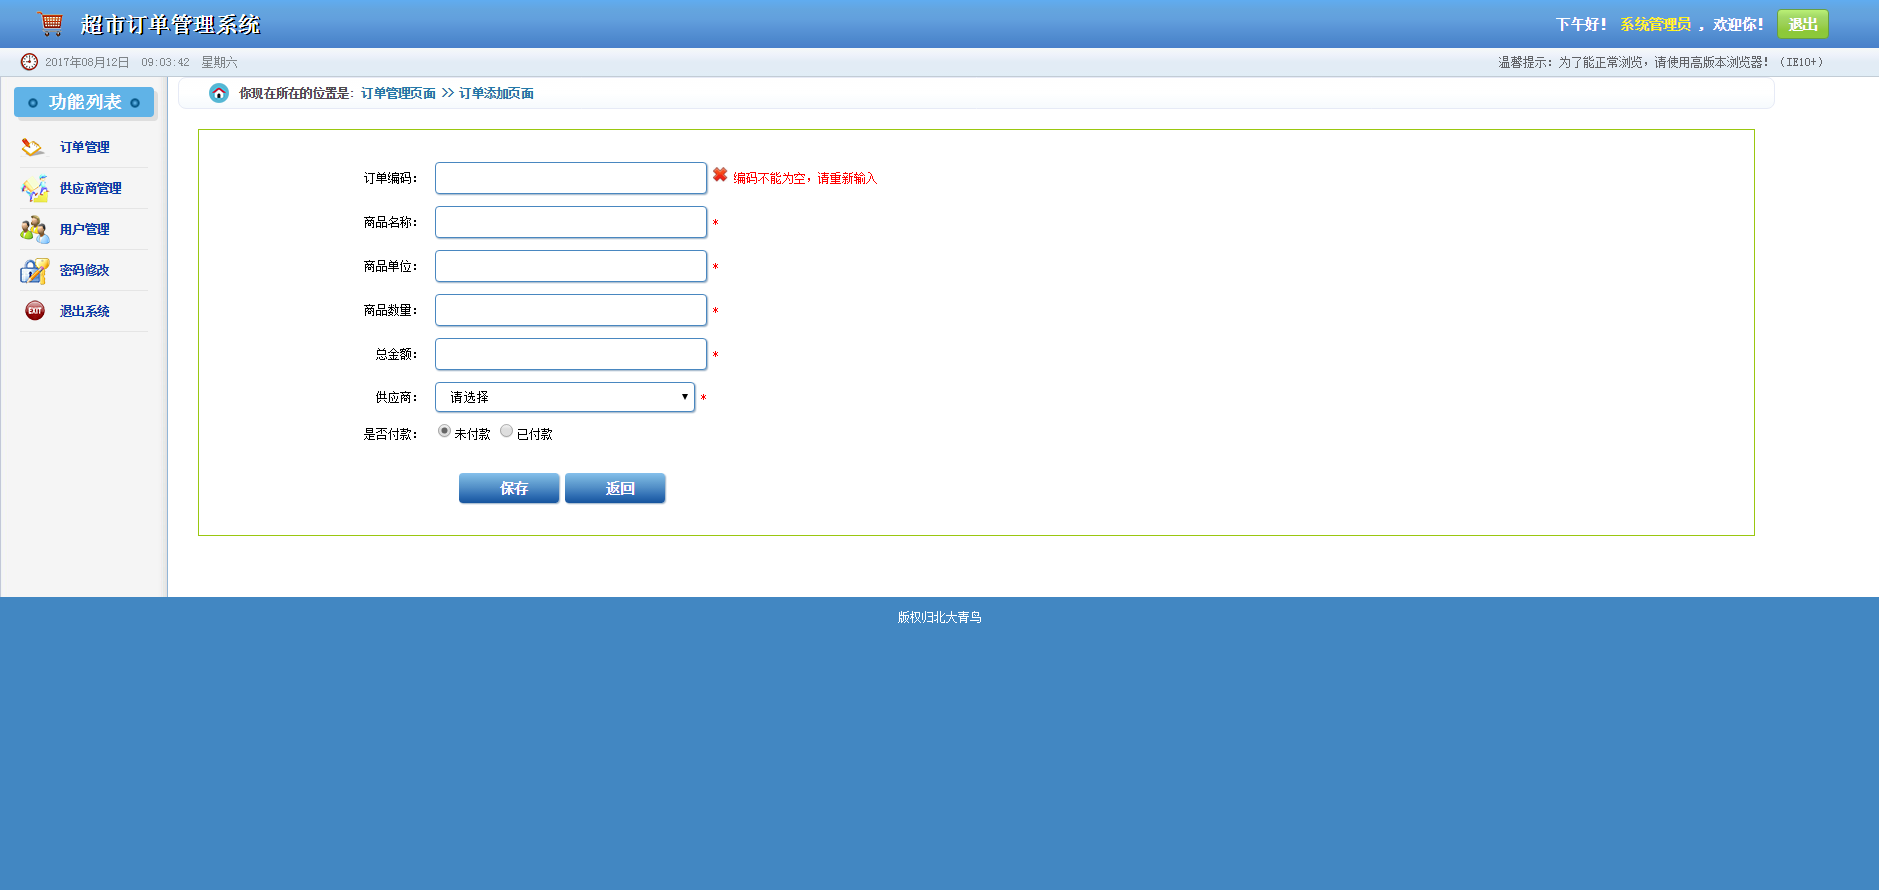 超市订单管理系统
下午好! 系统管理员 ，欢迎你! 退出
2017年08月12日 09:03:42 星期六
温馨提示：为了能正常浏览，请使用高版本浏览器！（IE10+）
功能列表
订单管理
供应商管理
用户管理
密码修改
EXIT 退出系统
你现在所在的位置是: 订单管理页面 >> 订单添加页面
订单编码： 编码不能为空，请重新输入
商品名称： *
商品单位： *
商品数量： *
总金额： *
供应商： 请选择 *
是否付款： 未付款 已付款
保存 返回
版权归北大青鸟